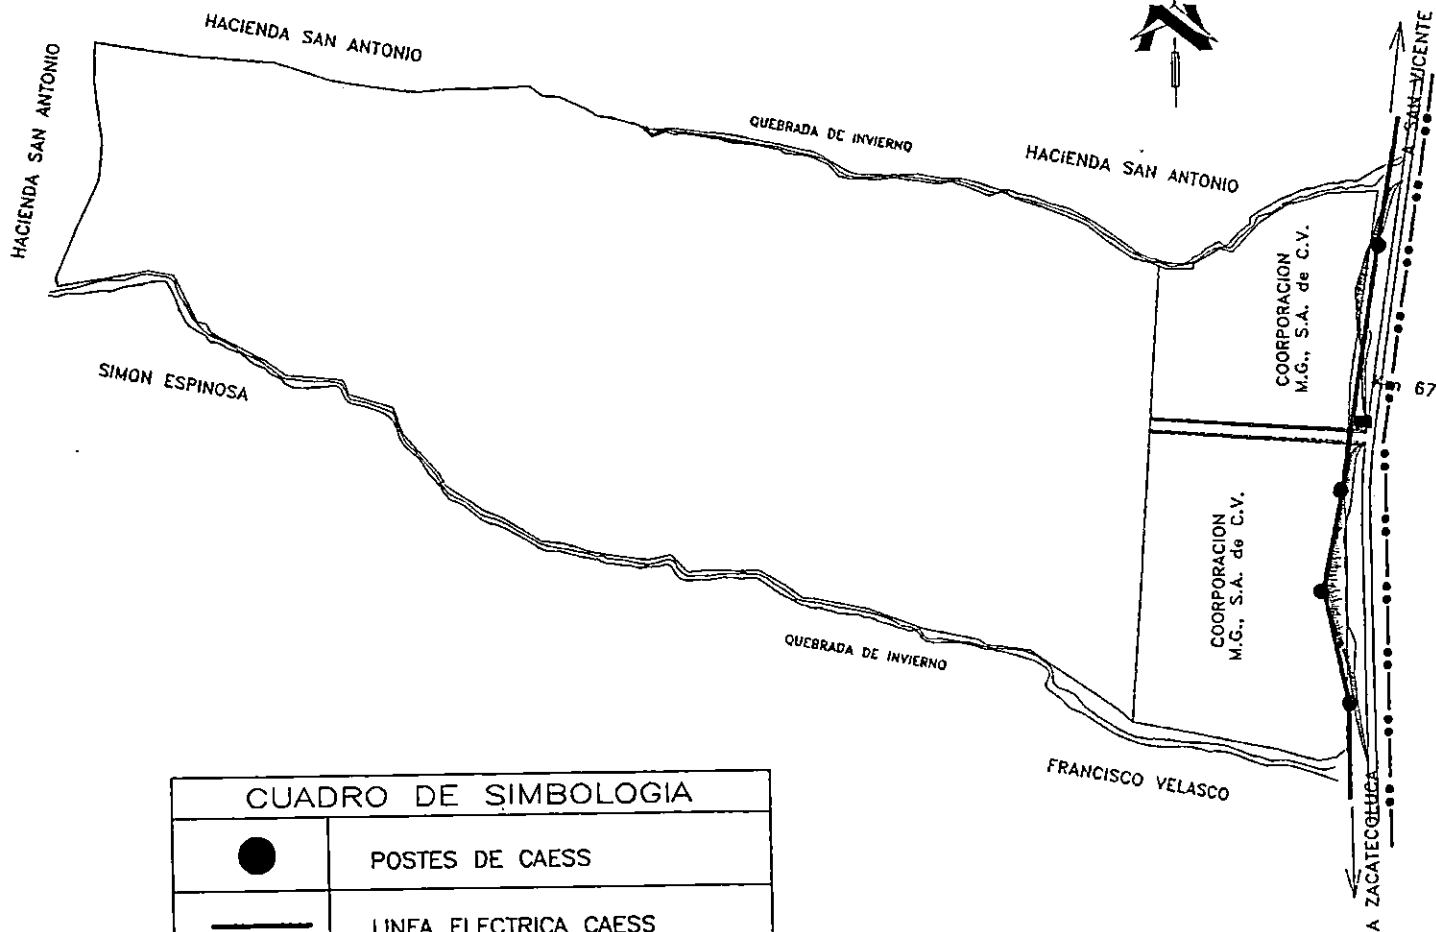 HACIENDA SAN ANTONIO
HACIENDA SAN ANTONIO
QUEBRADA DE INVIERNO
HACIENDA SAN ANTONIO
A SAN VICENTE
COORPORACION
M.G., S.A. de C.V.
Km 67
SIMON ESPINOSA
COORPORACION
M.G., S.A. de C.V.
QUEBRADA DE INVIERNO
FRANCISCO VELASCO
A ZACATECOLUCA
CUADRO DE SIMBOLOGIA
POSTES DE CAESS
LINEA ELECTRICA CAESS